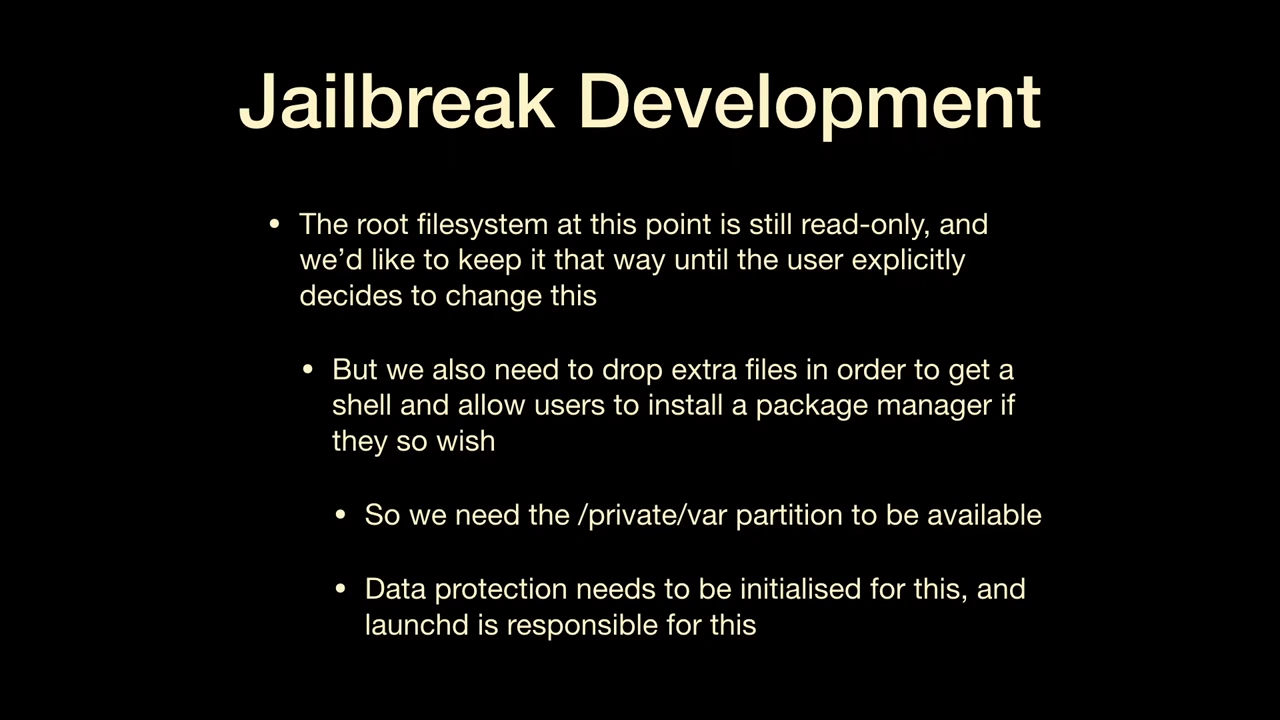 Jailbreak Development
• The root filesystem at this point is still read-only, and
we’d like to keep it that way until the user explicitly
decides to change this
• But we also need to drop extra files in order to get a
shell and allow users to install a package manager if
they so wish
• So we need the /private/var partition to be available
• Data protection needs to be initialised for this, and
launchd is responsible for this